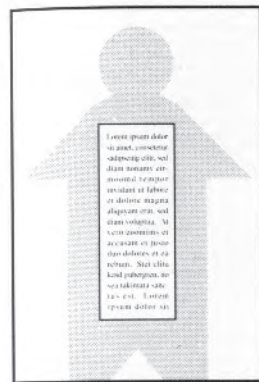 Lorem ipsum dolor
sit amet, consetetur
sadipscing elitr, sed
diam nonumy eir-
mod tempor
invidunt ut labore
et dolore magna
aliquyam erat, sed
diam voluptua. At
vero eos et
accusam et justo
duo dolores et ea
rebum. Stet clita
kasd gubergren, no
sea takimata sanc-
tus est. Lorem
ipsum dolor sit